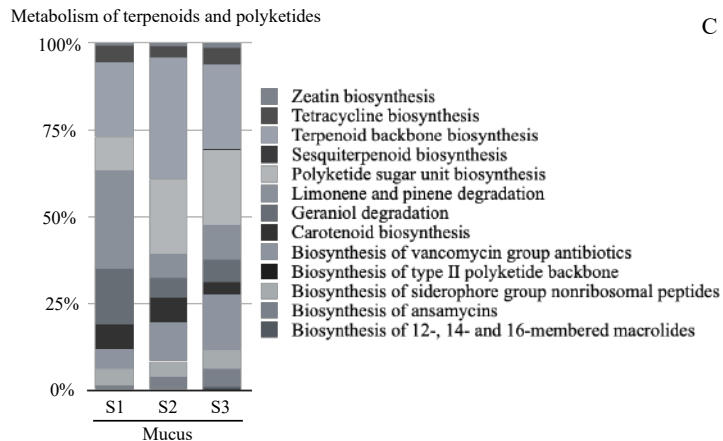 Metabolism of terpenoids and polyketides
C
100%
75%
50%
25%
0%
S1 S2 S3
Mucus
Zeatin biosynthesis
Tetracycline biosynthesis
Terpenoid backbone biosynthesis
Sesquiterpenoid biosynthesis
Polyketide sugar unit biosynthesis
Limonene and pinene degradation
Geraniol degradation
Carotenoid biosynthesis
Biosynthesis of vancomycin group antibiotics
Biosynthesis of type II polyketide backbone
Biosynthesis of siderophore group nonribosomal peptides
Biosynthesis of ansamycins
Biosynthesis of 12-, 14- and 16-membered macrolides